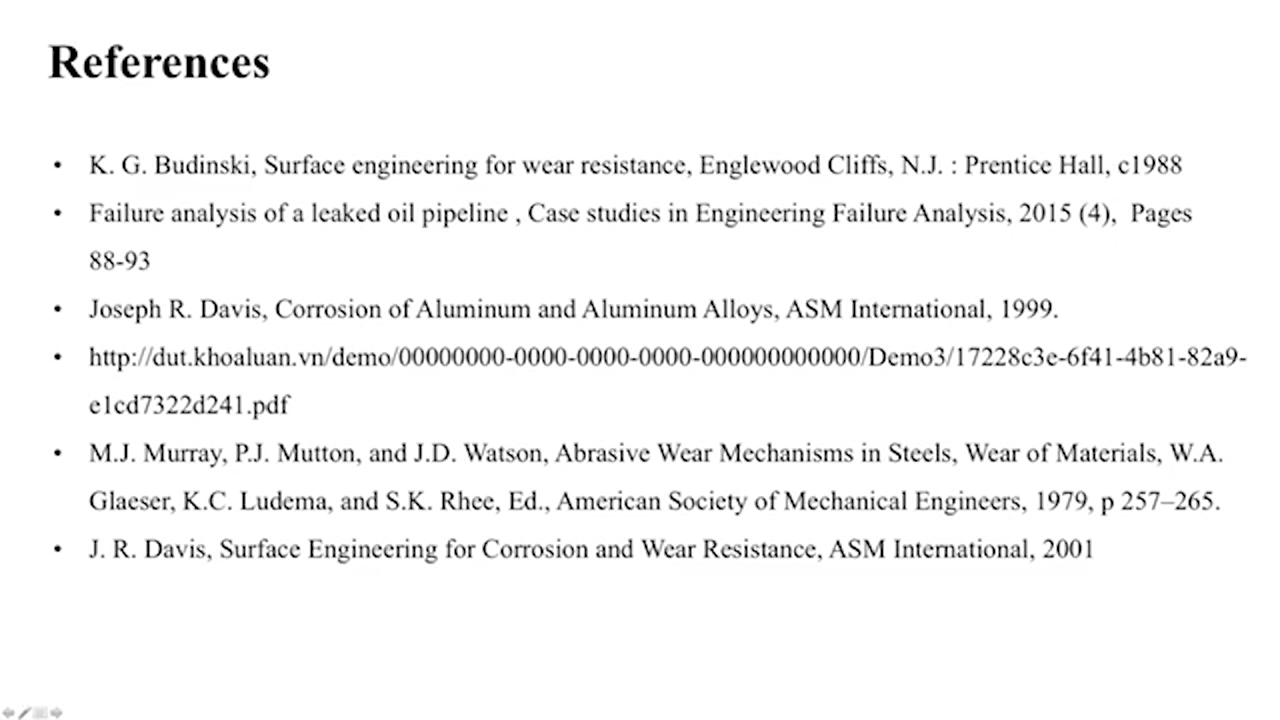 References
• K. G. Budinski, Surface engineering for wear resistance, Englewood Cliffs, N.J. : Prentice Hall, c1988
• Failure analysis of a leaked oil pipeline , Case studies in Engineering Failure Analysis, 2015 (4), Pages
88-93
• Joseph R. Davis, Corrosion of Aluminum and Aluminum Alloys, ASM International, 1999.
• http://dut.khoaluan.vn/demo/00000000-0000-0000-0000-000000000000/Demo3/17228c3e-6f41-4b81-82a9-
e1cd7322d241.pdf
• M.J. Murray, P.J. Mutton, and J.D. Watson, Abrasive Wear Mechanisms in Steels, Wear of Materials, W.A.
Glaeser, K.C. Ludema, and S.K. Rhee, Ed., American Society of Mechanical Engineers, 1979, p 257–265.
• J. R. Davis, Surface Engineering for Corrosion and Wear Resistance, ASM International, 2001